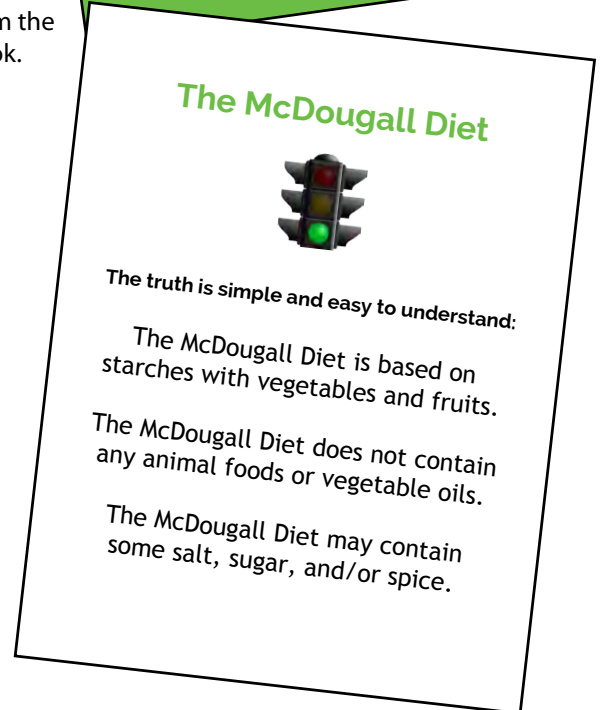 the
The McDougall Diet
The truth is simple and easy to understand:
The McDougall Diet is based on
starches with vegetables and fruits.
The McDougall Diet does not contain
any animal foods or vegetable oils.
The McDougall Diet may contain
some salt, sugar, and/or spice.